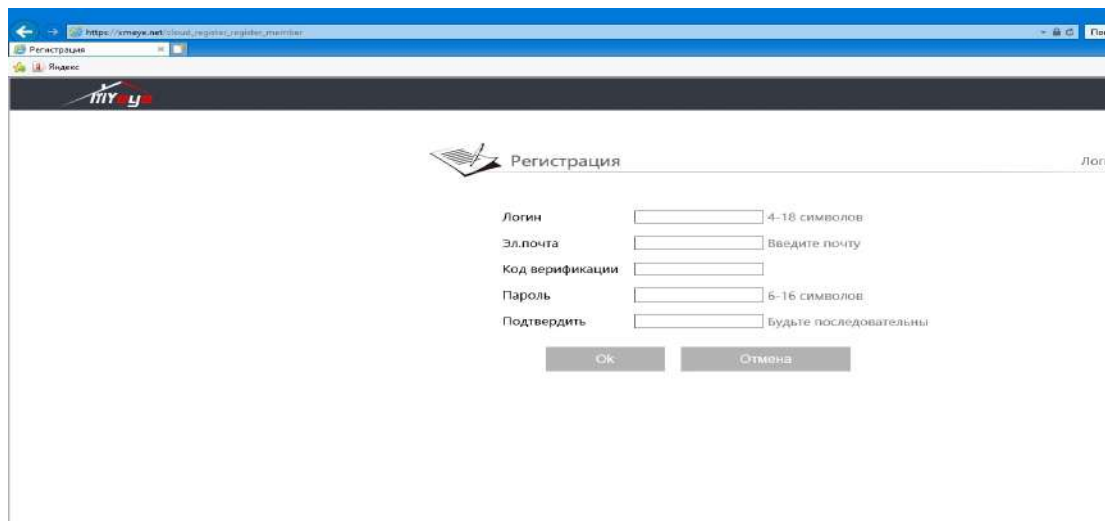 https://xmeye.net/cloud_register_register_member
Регистрация
Яндекс
mYeye
Регистрация
Логин
4-18 символов
Эл.почта
Введите почту
Код верификации
Пароль
6-16 символов
Подтвердить
Будьте последовательны
Ok
Отмена